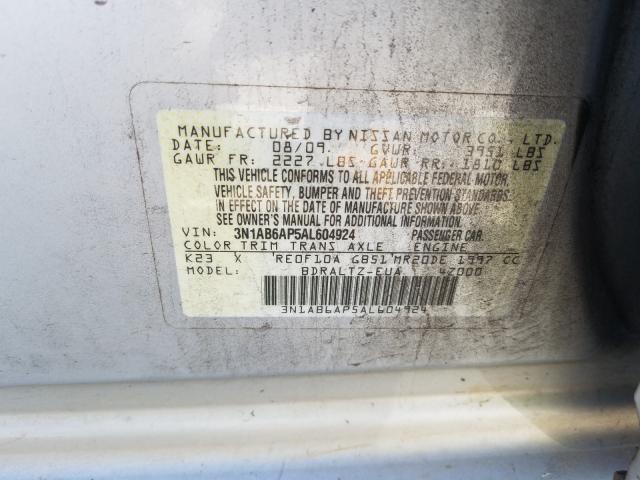 MANUFACTURED BY NISSAN MOTOR CO., LTD.
DATE: 08/09. GVWR: 3951 LBS
GAWR FR: 2227 LBS GAWR RR: 1810 LBS
THIS VEHICLE CONFORMS TO ALL APPLICABLE FEDERAL MOTOR
VEHICLE SAFETY, BUMPER AND THEFT PREVENTION STANDARDS
IN EFFECT ON THE DATE OF MANUFACTURE SHOWN ABOVE.
SEE OWNER'S MANUAL FOR ADDITIONAL INFORMATION.
VIN: 3N1AB6AP5AL604924 PASSENGER CAR.
COLOR TRIM TRANS AXLE ENGINE
K23 X RE0F10A GB51 MR20DE 1997 CC
MODEL: BDRALTZ-EUA 4Z000
3N1AB6AP5AL604924